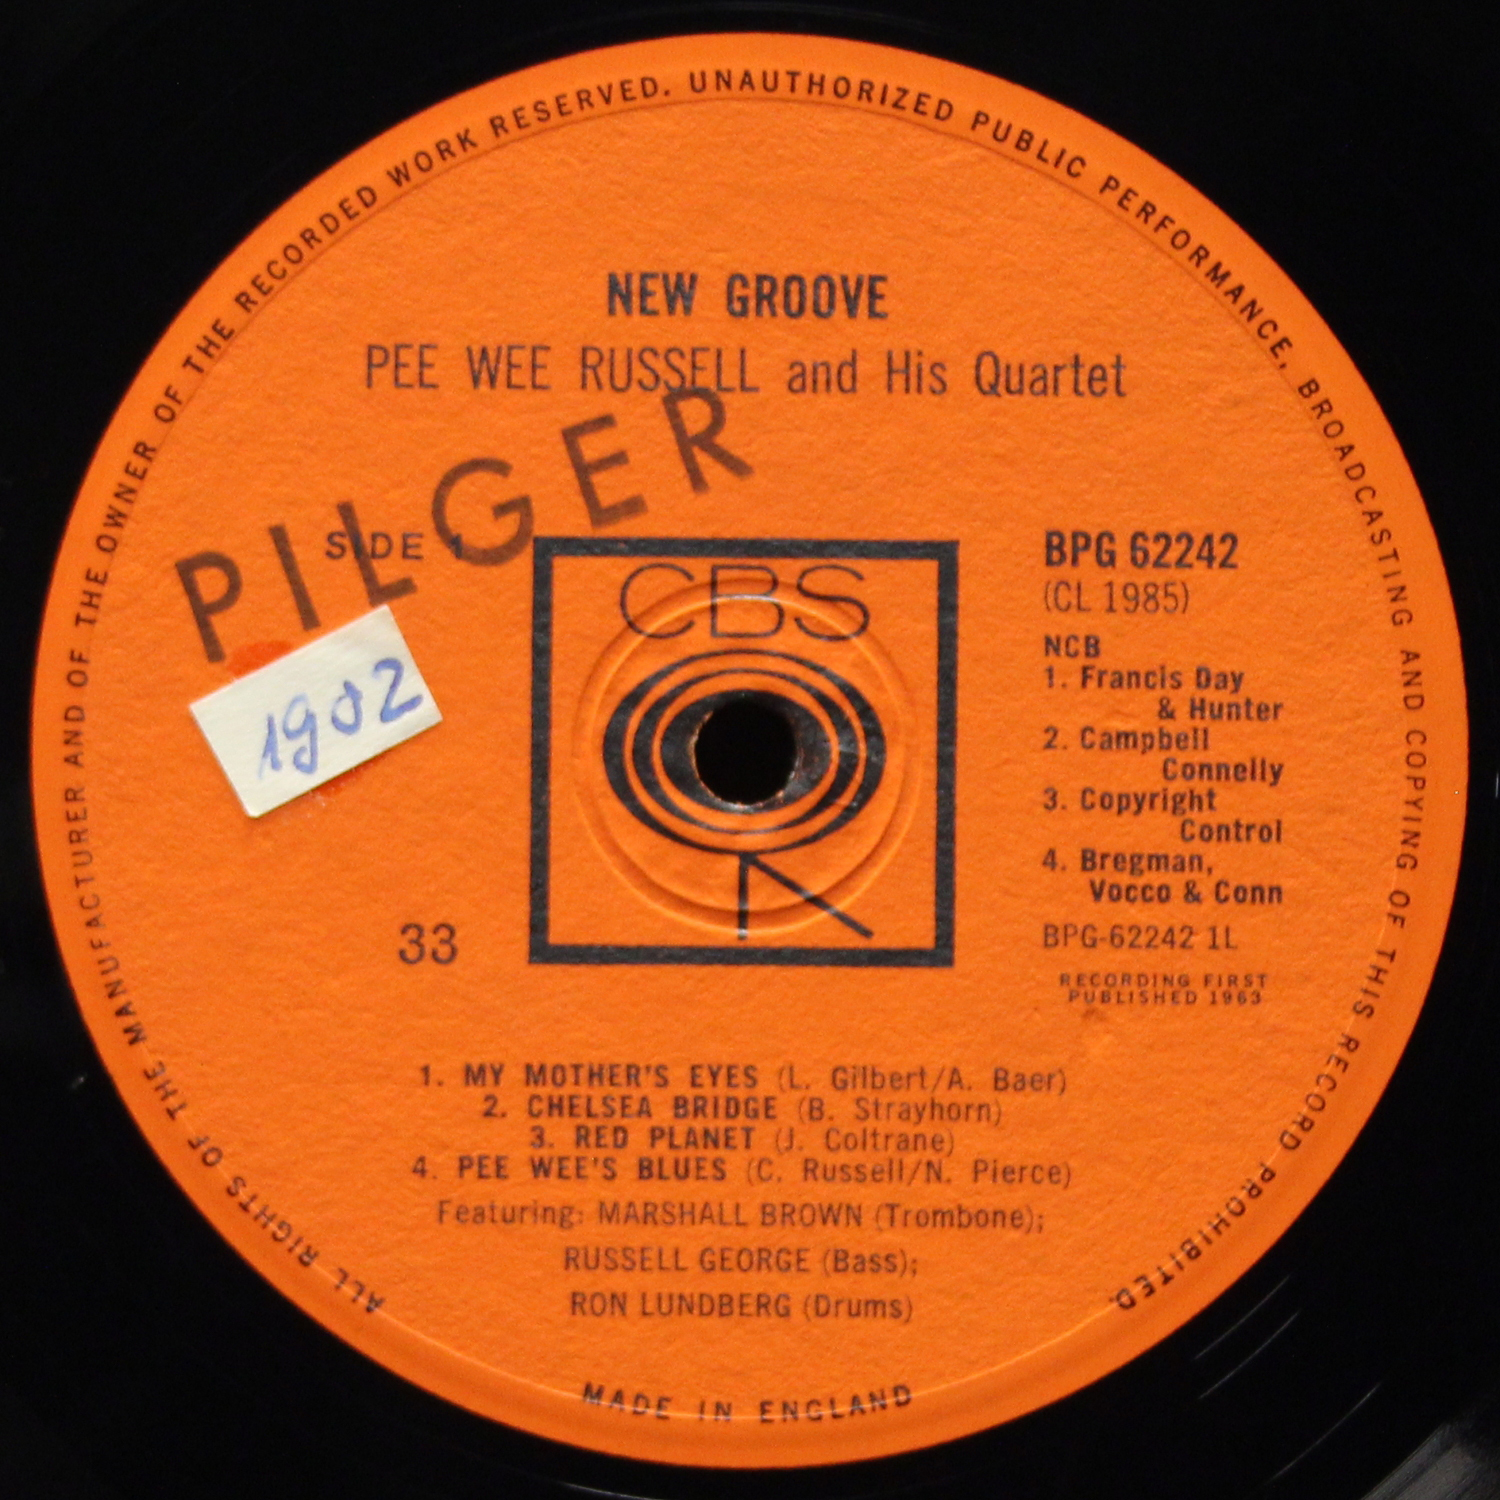 ALL RIGHTS OF THE MANUFACTURER AND OF THE OWNER OF THE RECORDED WORK RESERVED. UNAUTHORIZED PUBLIC PERFORMANCE, BROADCASTING AND COPYING OF THIS RECORD PROHIBITED.
NEW GROOVE
PEE WEE RUSSELL and His Quartet
PILGER
SIDE 1
1902
33
CBS
BPG 62242
(CL 1985)
NCB
1. Francis Day
& Hunter
2. Campbell
Connelly
3. Copyright
Control
4. Bregman,
Vocco & Conn
BPG-62242 1L
RECORDING FIRST
PUBLISHED 1963
1. MY MOTHER'S EYES (L. Gilbert/A. Baer)
2. CHELSEA BRIDGE (B. Strayhorn)
3. RED PLANET (J. Coltrane)
4. PEE WEE'S BLUES (C. Russell/N. Pierce)
Featuring: MARSHALL BROWN (Trombone);
RUSSELL GEORGE (Bass);
RON LUNDBERG (Drums)
MADE IN ENGLAND